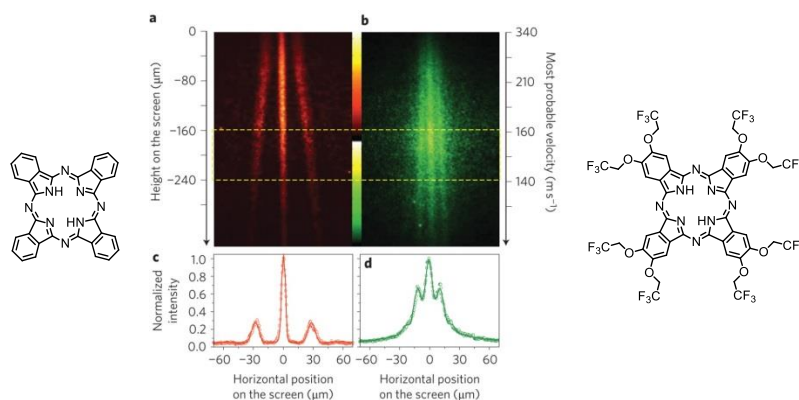 a
b
0
−80
−160
−240
Height on the screen (μm)
340
210
160
140
Most probable velocity (m s⁻¹)
c
d
1.0
0.8
0.6
0.4
0.2
0.0
Normalized
intensity
−60 −30 0 30 60
−60 −30 0 30 60
Horizontal position
on the screen (μm)
Horizontal position
on the screen (μm)
N
NH
N
N
N
N
HN
N
F₃C
CF₃
O
O
F₃C
O
O
CF
N
NH
N
N
N
N
HN
N
F₃C
O
O
CF
O
O
F₃C
CF₃